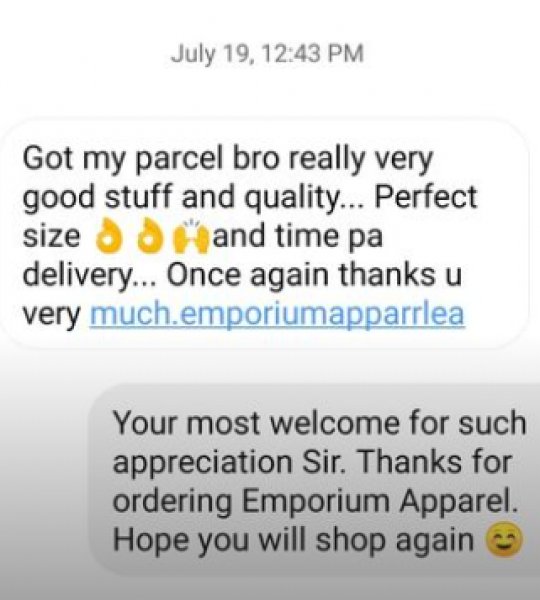 July 19, 12:43 PM
Got my parcel bro really very
good stuff and quality... Perfect
size 👌👌🙌and time pa
delivery... Once again thanks u
very much.emporiumapparrlea
Your most welcome for such
appreciation Sir. Thanks for
ordering Emporium Apparel.
Hope you will shop again 😊